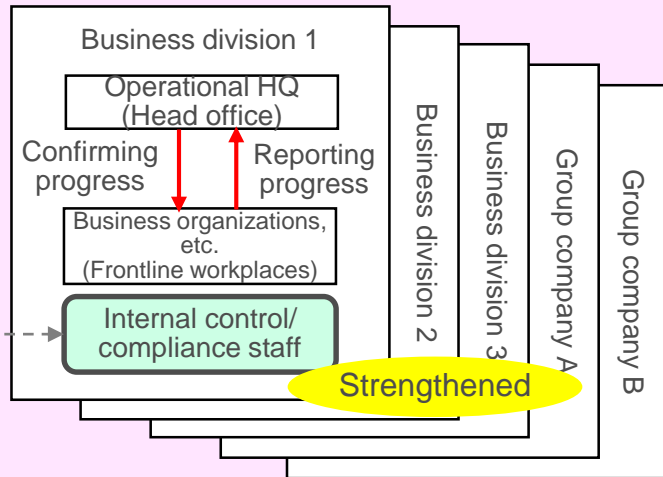 Business division 1
Operational HQ
(Head office)
Confirming
progress
Reporting
progress
Business organizations,
etc.
(Frontline workplaces)
Internal control/
compliance staff
Strengthened
Business division 2
Business division 3
Group company A
Group company B